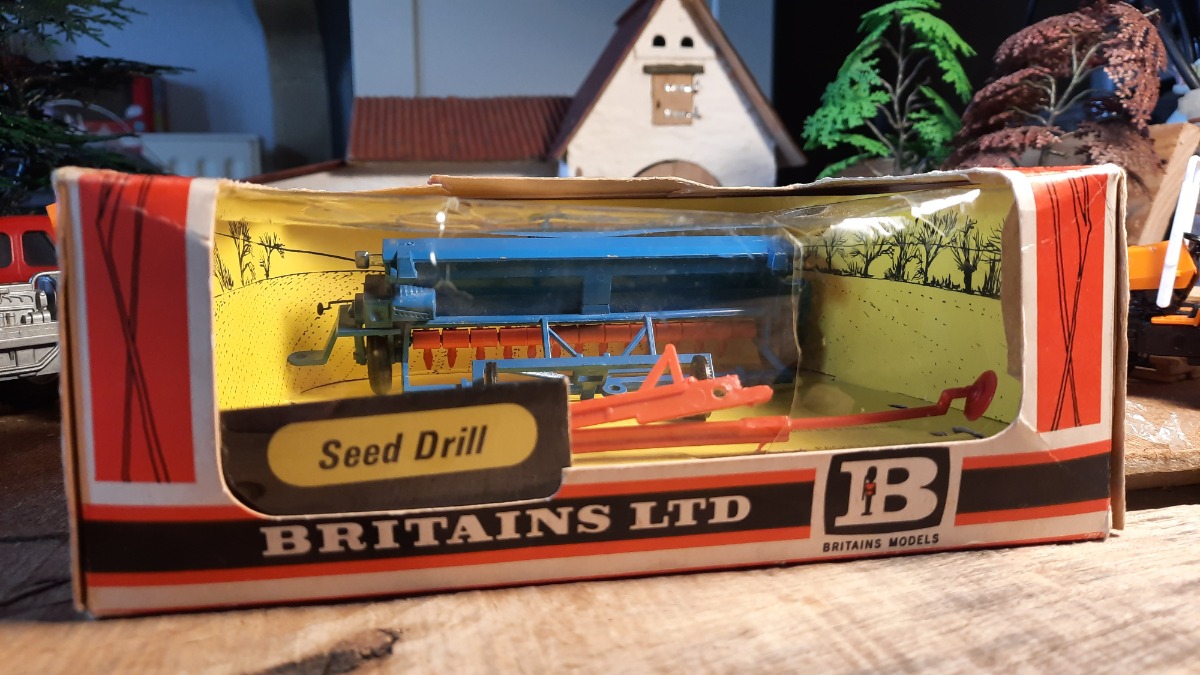 Seed Drill
BRITAINS LTD
B
BRITAINS MODELS